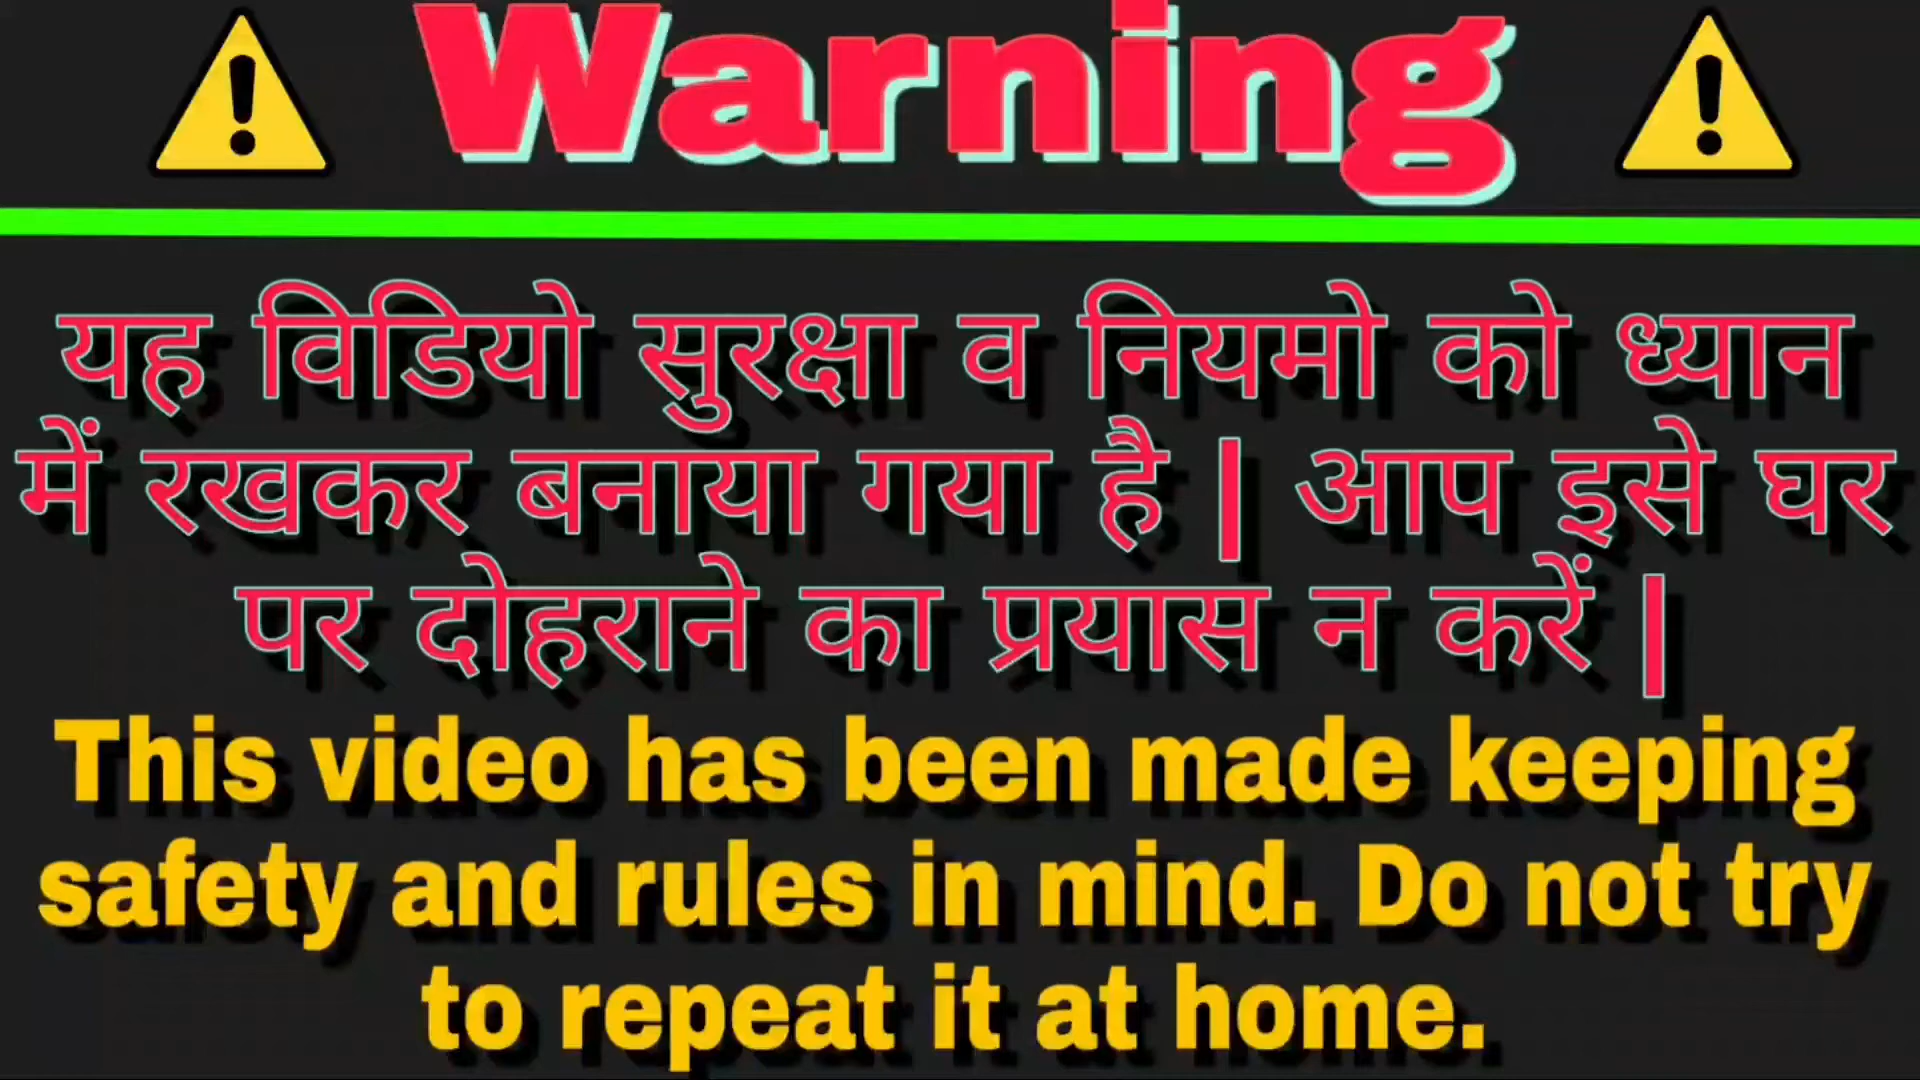 Warning
यह विडियो सुरक्षा व नियमो को ध्यान
में रखकर बनाया गया है | आप इसे घर
पर दोहराने का प्रयास न करें |
This video has been made keeping
safety and rules in mind. Do not try
to repeat it at home.